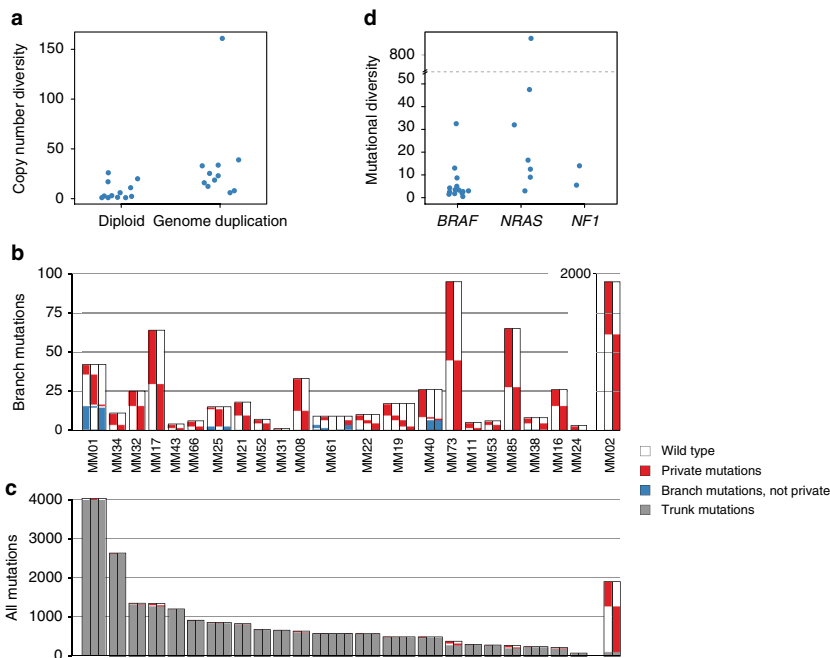 a
Copy number diversity
150
100
50
0
Diploid
Genome duplication
d
Mutational diversity
800
50
40
30
20
10
0
BRAF
NRAS
NF1
b
Branch mutations
100
75
50
25
0
2000
MM01
MM34
MM32
MM17
MM43
MM66
MM25
MM21
MM52
MM31
MM08
MM61
MM22
MM19
MM40
MM73
MM11
MM53
MM85
MM38
MM16
MM24
MM02
Wild type
Private mutations
Branch mutations, not private
Trunk mutations
c
All mutations
4000
3000
2000
1000
0